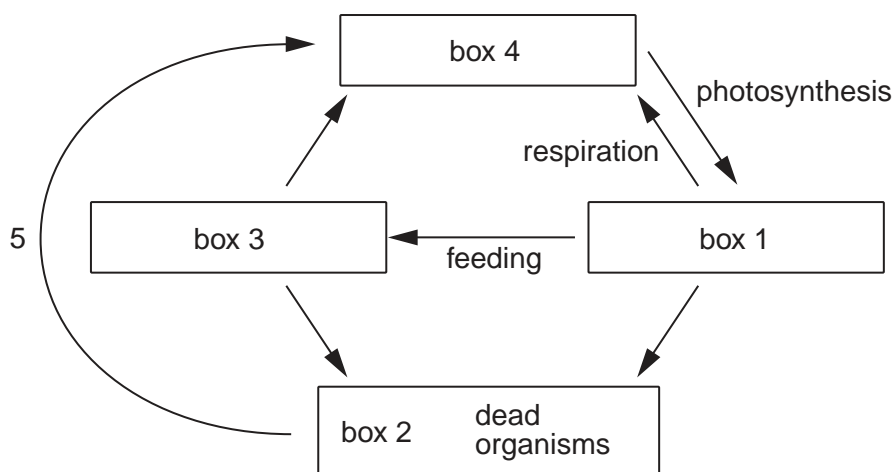 box 4
photosynthesis
respiration
5
box 3
box 1
feeding
box 2
dead
organisms